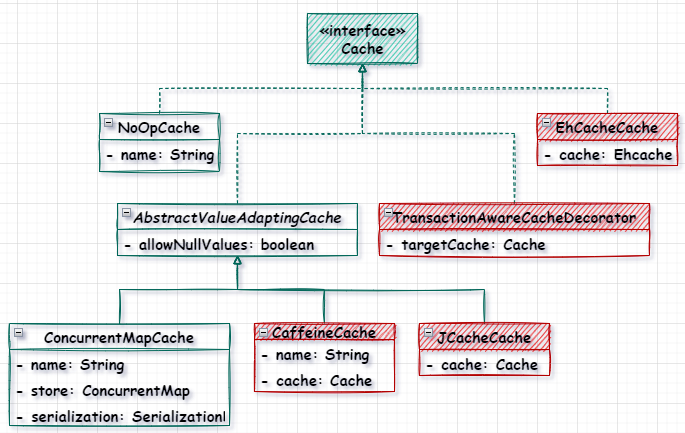 «interface»
Cache
NoOpCache
- name: String
EhCacheCache
- cache: Ehcache
AbstractValueAdaptingCache
- allowNullValues: boolean
TransactionAwareCacheDecorator
- targetCache: Cache
ConcurrentMapCache
- name: String
- store: ConcurrentMap
- serialization: Serialization
CaffeineCache
- name: String
- cache: Cache
JCacheCache
- cache: Cache